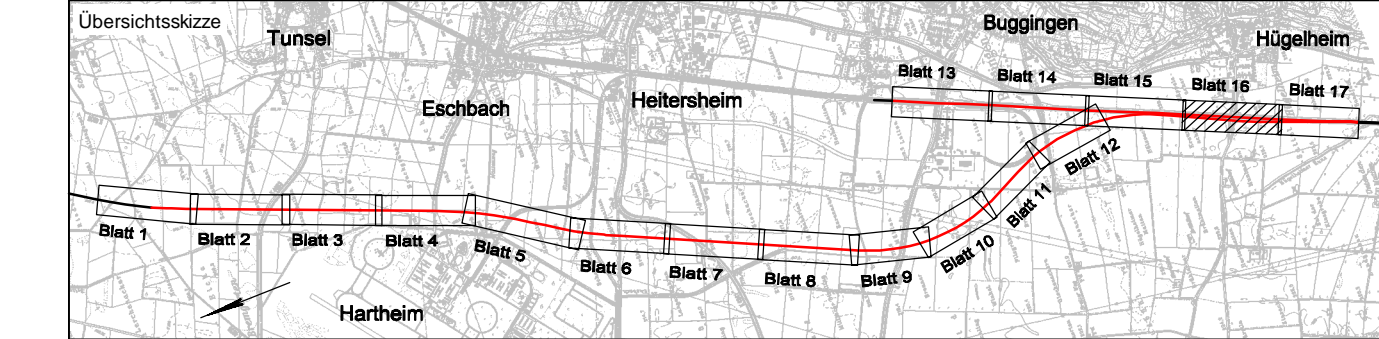 Übersichtsskizze
Tunsel
Buggingen
Hügelheim
Eschbach
Heitersheim
Blatt 13
Blatt 14
Blatt 15
Blatt 16
Blatt 17
Blatt 1
Blatt 2
Blatt 3
Blatt 4
Blatt 5
Blatt 6
Blatt 7
Blatt 8
Blatt 9
Blatt 10
Blatt 11
Blatt 12
Hartheim